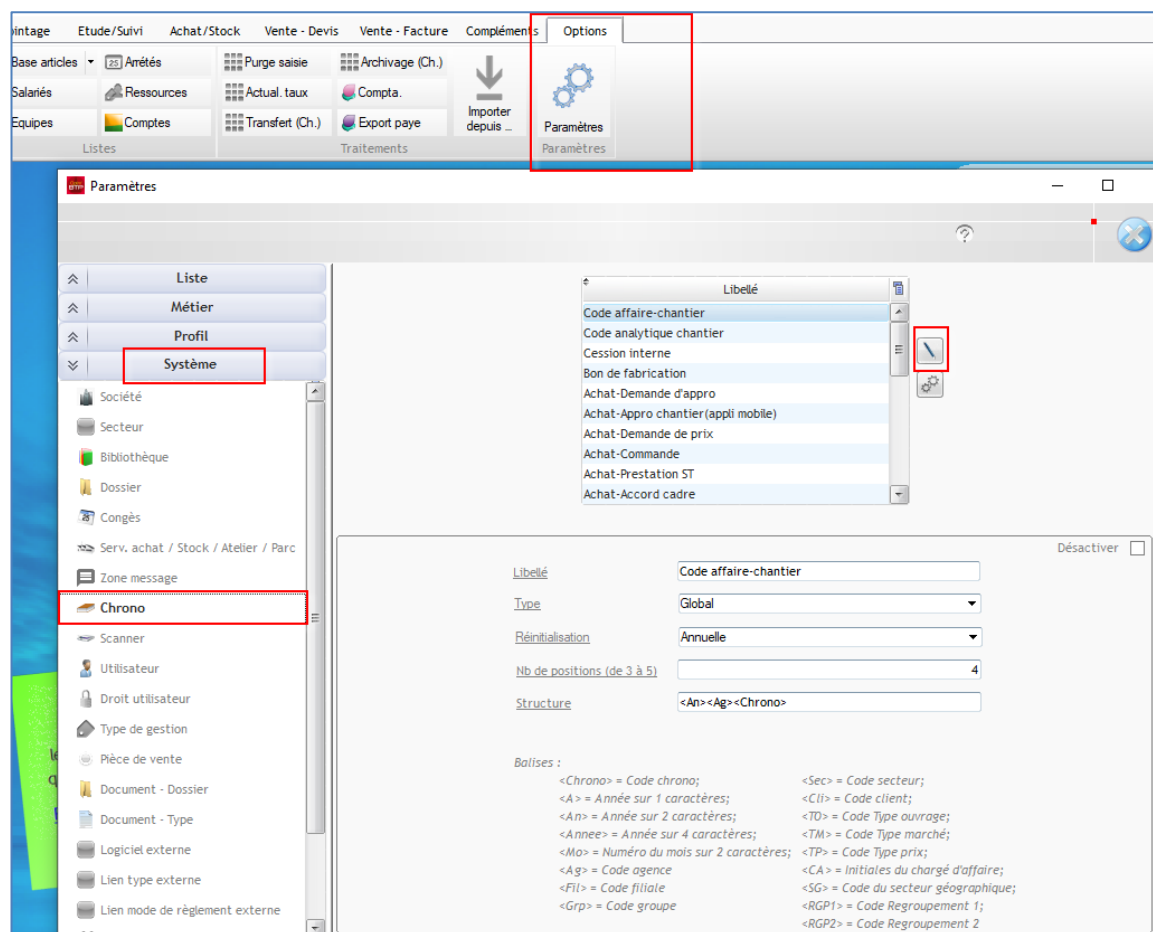 intage Etude/Suivi Achat/Stock Vente - Devis Vente - Facture Compléments Options
Base articles Arrétés Purge saisie Archivage (Ch.)
Salariés Ressources Actual. taux Compta.
Equipes Comptes Transfert (Ch.) Export paye
Importer
depuis ...
Paramètres
Listes Traitements Paramètres
Paramètres
Liste
Métier
Profil
Système
Société
Secteur
Bibliothèque
Dossier
Congès
Serv. achat / Stock / Atelier / Parc
Zone message
Chrono
Scanner
Utilisateur
Droit utilisateur
Type de gestion
Pièce de vente
Document - Dossier
Document - Type
Logiciel externe
Lien type externe
Lien mode de règlement externe
Libellé
Code affaire-chantier
Code analytique chantier
Cession interne
Bon de fabrication
Achat-Demande d'appro
Achat-Appro chantier(appli mobile)
Achat-Demande de prix
Achat-Commande
Achat-Prestation ST
Achat-Accord cadre
Désactiver
Libellé Code affaire-chantier
Type Global
Réinitialisation Annuelle
Nb de positions (de 3 à 5) 4
Structure <An><Ag><Chrono>
Balises :
<Chrono> = Code chrono; <Sec> = Code secteur;
<A> = Année sur 1 caractères; <Cli> = Code client;
<An> = Année sur 2 caractères; <TO> = Code Type ouvrage;
<Annee> = Année sur 4 caractères; <TM> = Code Type marché;
<Mo> = Numéro du mois sur 2 caractères; <TP> = Code Type prix;
<Ag> = Code agence <CA> = Initiales du chargé d'affaire;
<Fil> = Code filiale <SG> = Code du secteur géographique;
<Grp> = Code groupe <RGP1> = Code Regroupement 1;
<RGP2> = Code Regroupement 2